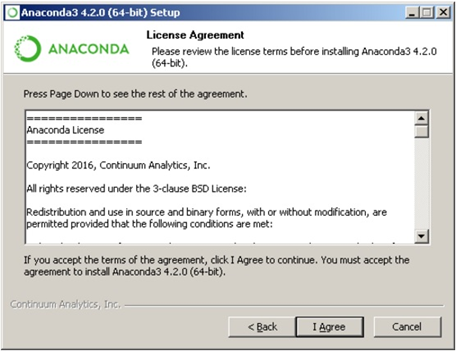 Anaconda3 4.2.0 (64-bit) Setup
ANACONDA
License Agreement
Please review the license terms before installing Anaconda3 4.2.0
(64-bit).
Press Page Down to see the rest of the agreement.
================
Anaconda License
================
Copyright 2016, Continuum Analytics, Inc.
All rights reserved under the 3-clause BSD License:
Redistribution and use in source and binary forms, with or without modification, are
permitted provided that the following conditions are met:
If you accept the terms of the agreement, click I Agree to continue. You must accept the
agreement to install Anaconda3 4.2.0 (64-bit).
Continuum Analytics, Inc.
< Back
I Agree
Cancel